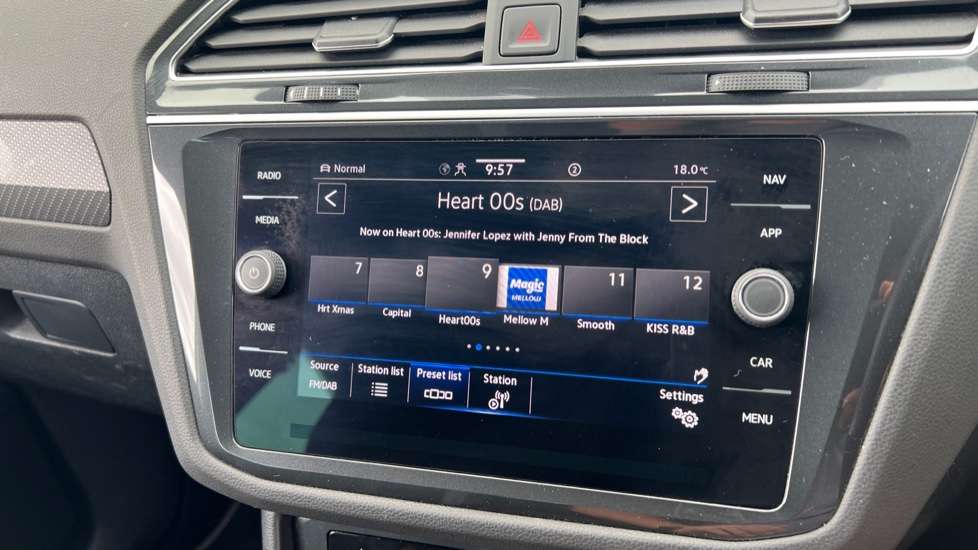 RADIO
MEDIA
PHONE
VOICE
Normal
9:57
2
18.0°C
<
Heart 00s (DAB)
>
Now on Heart 00s: Jennifer Lopez with Jenny From The Block
7
8
9
Magic
MELLOW
11
12
Hrt Xmas
Capital
Heart00s
Mellow M
Smooth
KISS R&B
Source
FM/DAB
Station list
Preset list
Station
Settings
NAV
APP
CAR
MENU